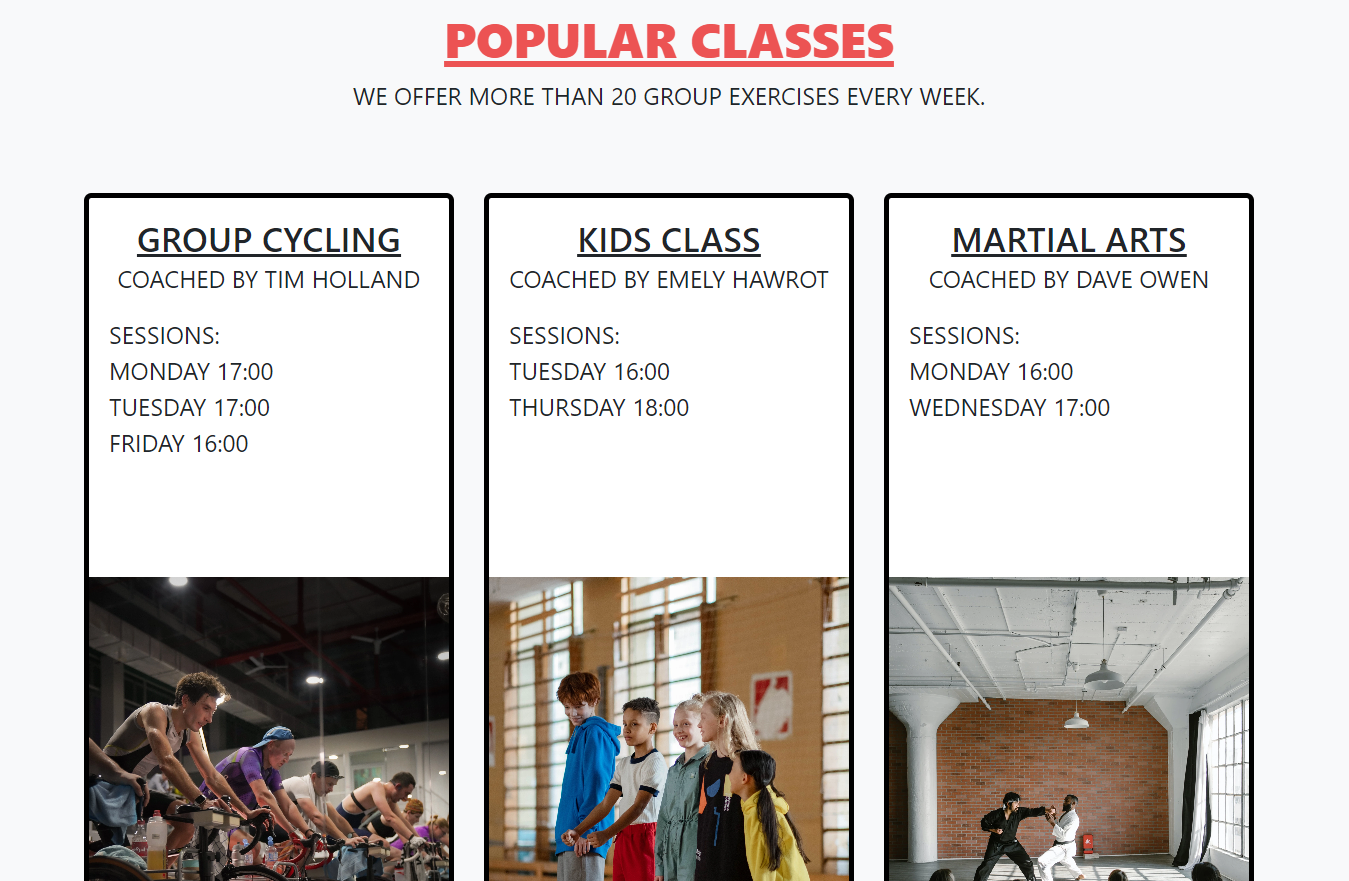 POPULAR CLASSES
WE OFFER MORE THAN 20 GROUP EXERCISES EVERY WEEK.
GROUP CYCLING
COACHED BY TIM HOLLAND
SESSIONS:
MONDAY 17:00
TUESDAY 17:00
FRIDAY 16:00
KIDS CLASS
COACHED BY EMELY HAWROT
SESSIONS:
TUESDAY 16:00
THURSDAY 18:00
MARTIAL ARTS
COACHED BY DAVE OWEN
SESSIONS:
MONDAY 16:00
WEDNESDAY 17:00